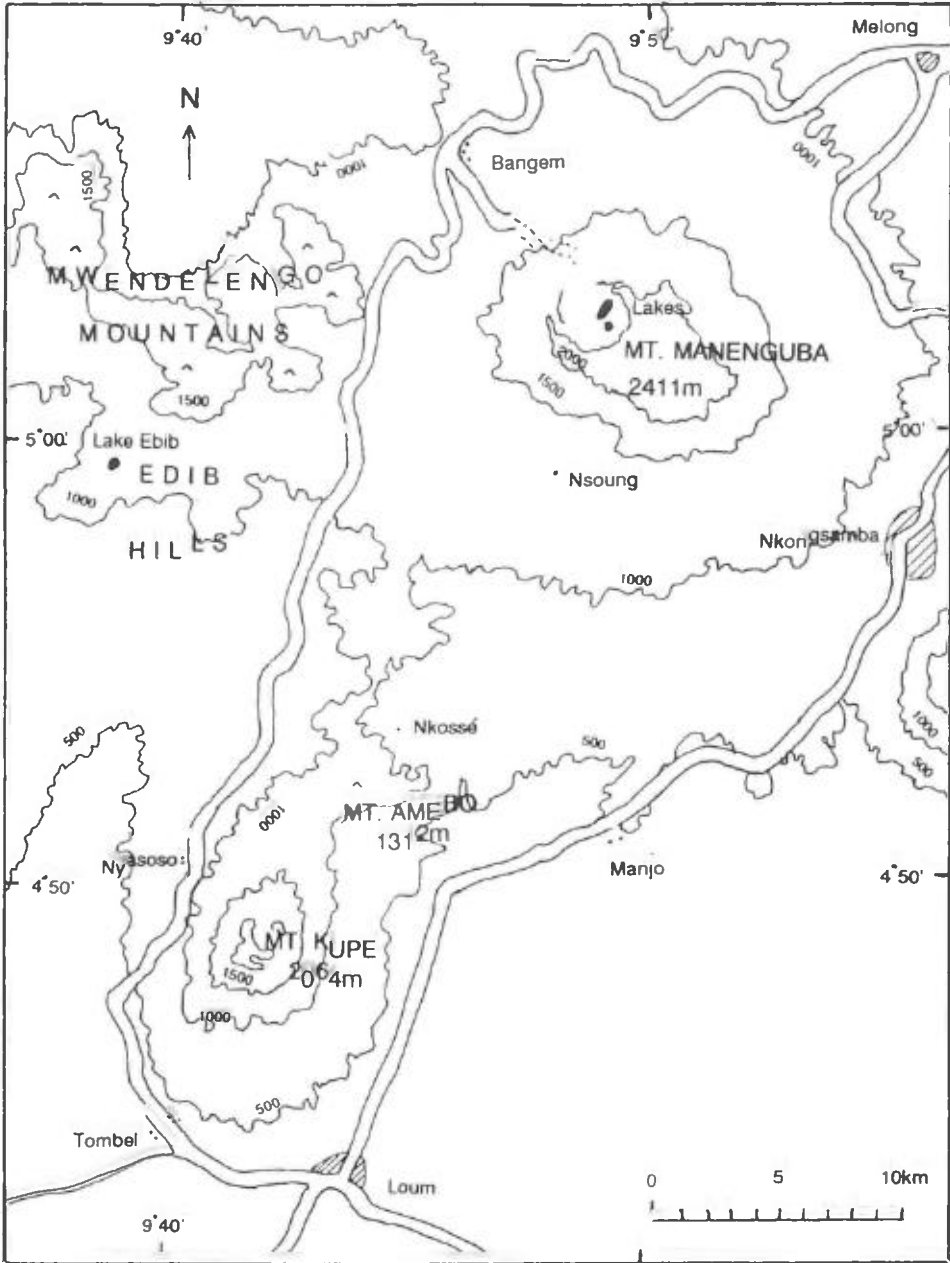 9°40'
9°5
Melong
N
1000
Bangem
1000
1500
MWENDELENGO
MOUNTAINS
Lakes
MT. MANENGUBA
2000
1500
2411m
1500
5°00'
5°00'
Lake Ebib
EDIB
1000
Nsoung
HILLS
Nkongsamba
1000
Nkossé
500
500
1000
500
1000
MT. AMEBO
1312m
Nyasoso
Manjo
4°50'
4°50'
MT. KUPE
2064m
1500
1000
500
Tombel
Loum
0 5 10km
9°40'